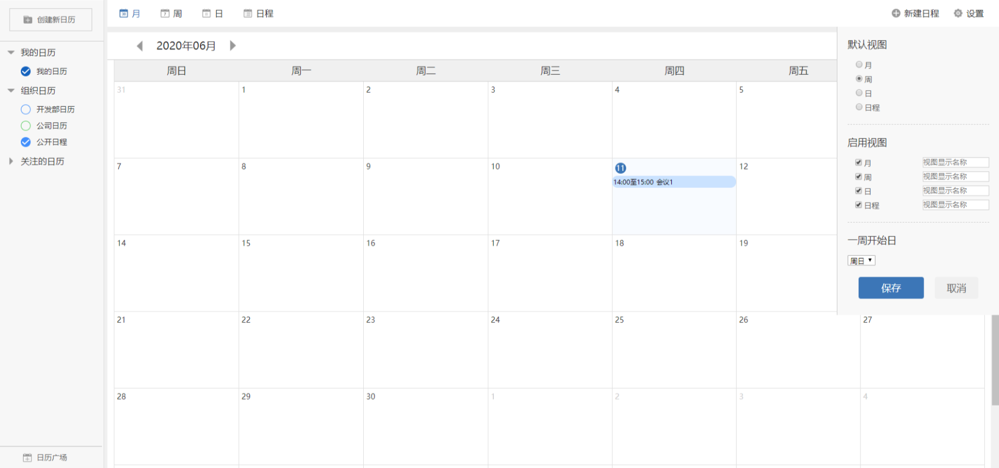 创建新日历
我的日历
我的日历
组织日历
开发部日历
公司日历
公开日程
关注的日历
日历广场
月 周 日 日程
新建日程 设置
2020年06月
周日 周一 周二 周三 周四 周五
31 1 2 3 4 5
7 8 9 10 11 12
14:00至15:00 会议1
14 15 16 17 18 19
21 22 23 24 25 26 27
28 29 30 1 2 3 4
默认视图
月
周
日
日程
启用视图
月 视图显示名称
周 视图显示名称
日 视图显示名称
日程 视图显示名称
一周开始日
周日
保存 取消